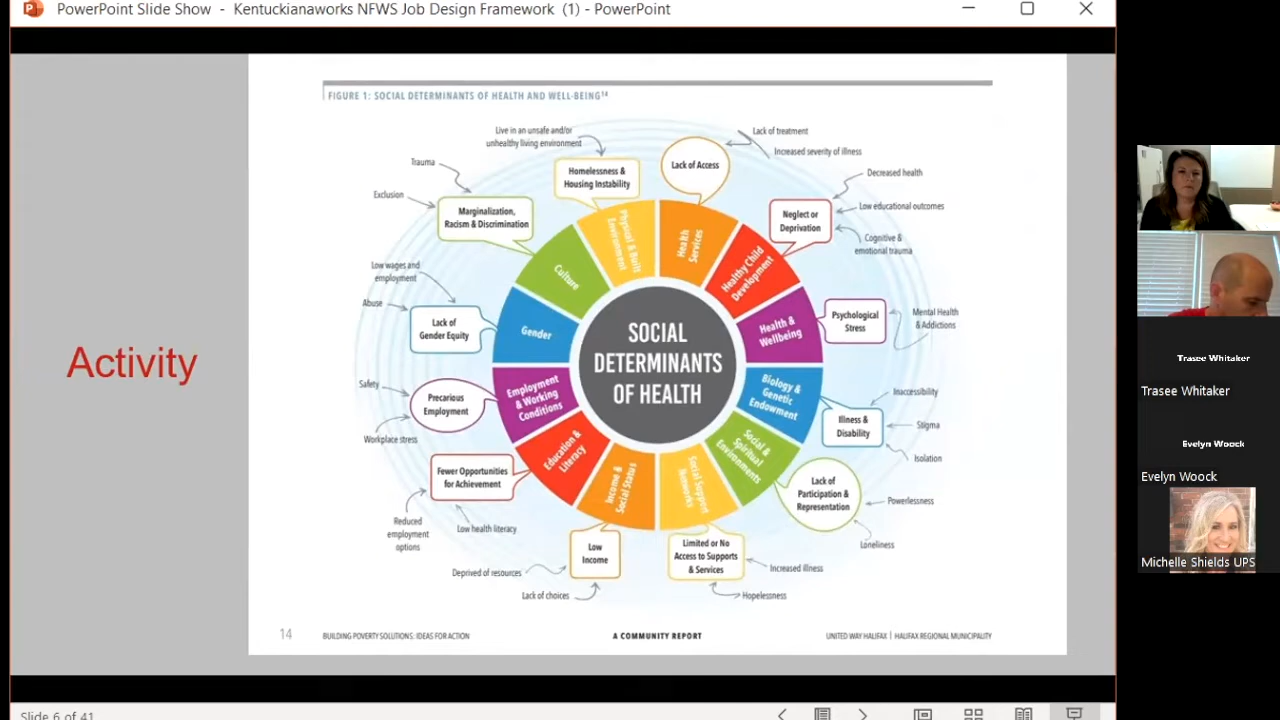 PowerPoint Slide Show - Kentuckianaworks NFWS Job Design Framework (1) - PowerPoint
FIGURE 1: SOCIAL DETERMINANTS OF HEALTH AND WELL-BEING14
Activity
SOCIAL
DETERMINANTS
OF HEALTH
Health
Services
Lack of Access
Lack of treatment
Increased severity of illness
Healthy Child
Development
Neglect or
Deprivation
Decreased health
Low educational outcomes
Cognitive &
emotional trauma
Health &
Wellbeing
Psychological
Stress
Mental Health
& Addictions
Biology &
Genetic
Endowment
Illness &
Disability
Inaccessibility
Stigma
Isolation
Social &
Spiritual
Environments
Lack of
Participation &
Representation
Powerlessness
Loneliness
Social Support
Networks
Limited or No
Access to Supports
& Services
Increased illness
Hopelessness
Income &
Social Status
Low
Income
Deprived of resources
Lack of choices
Education &
Literacy
Fewer Opportunities
for Achievement
Reduced
employment
options
Low health literacy
Employment
& Working
Conditions
Precarious
Employment
Safety
Workplace stress
Gender
Lack of
Gender Equity
Low wages and
employment
Abuse
Culture
Marginalization,
Racism & Discrimination
Trauma
Exclusion
Physical & Built
Environment
Homelessness &
Housing Instability
Live in an unsafe and/or
unhealthy living environment
14
BUILDING POVERTY SOLUTIONS: IDEAS FOR ACTION
A COMMUNITY REPORT
UNITED WAY HALIFAX | HALIFAX REGIONAL MUNICIPALITY
Slide 6 of 41
Trasee Whitaker
Trasee Whitaker
Evelyn Woock
Evelyn Woock
Michelle Shields UPS